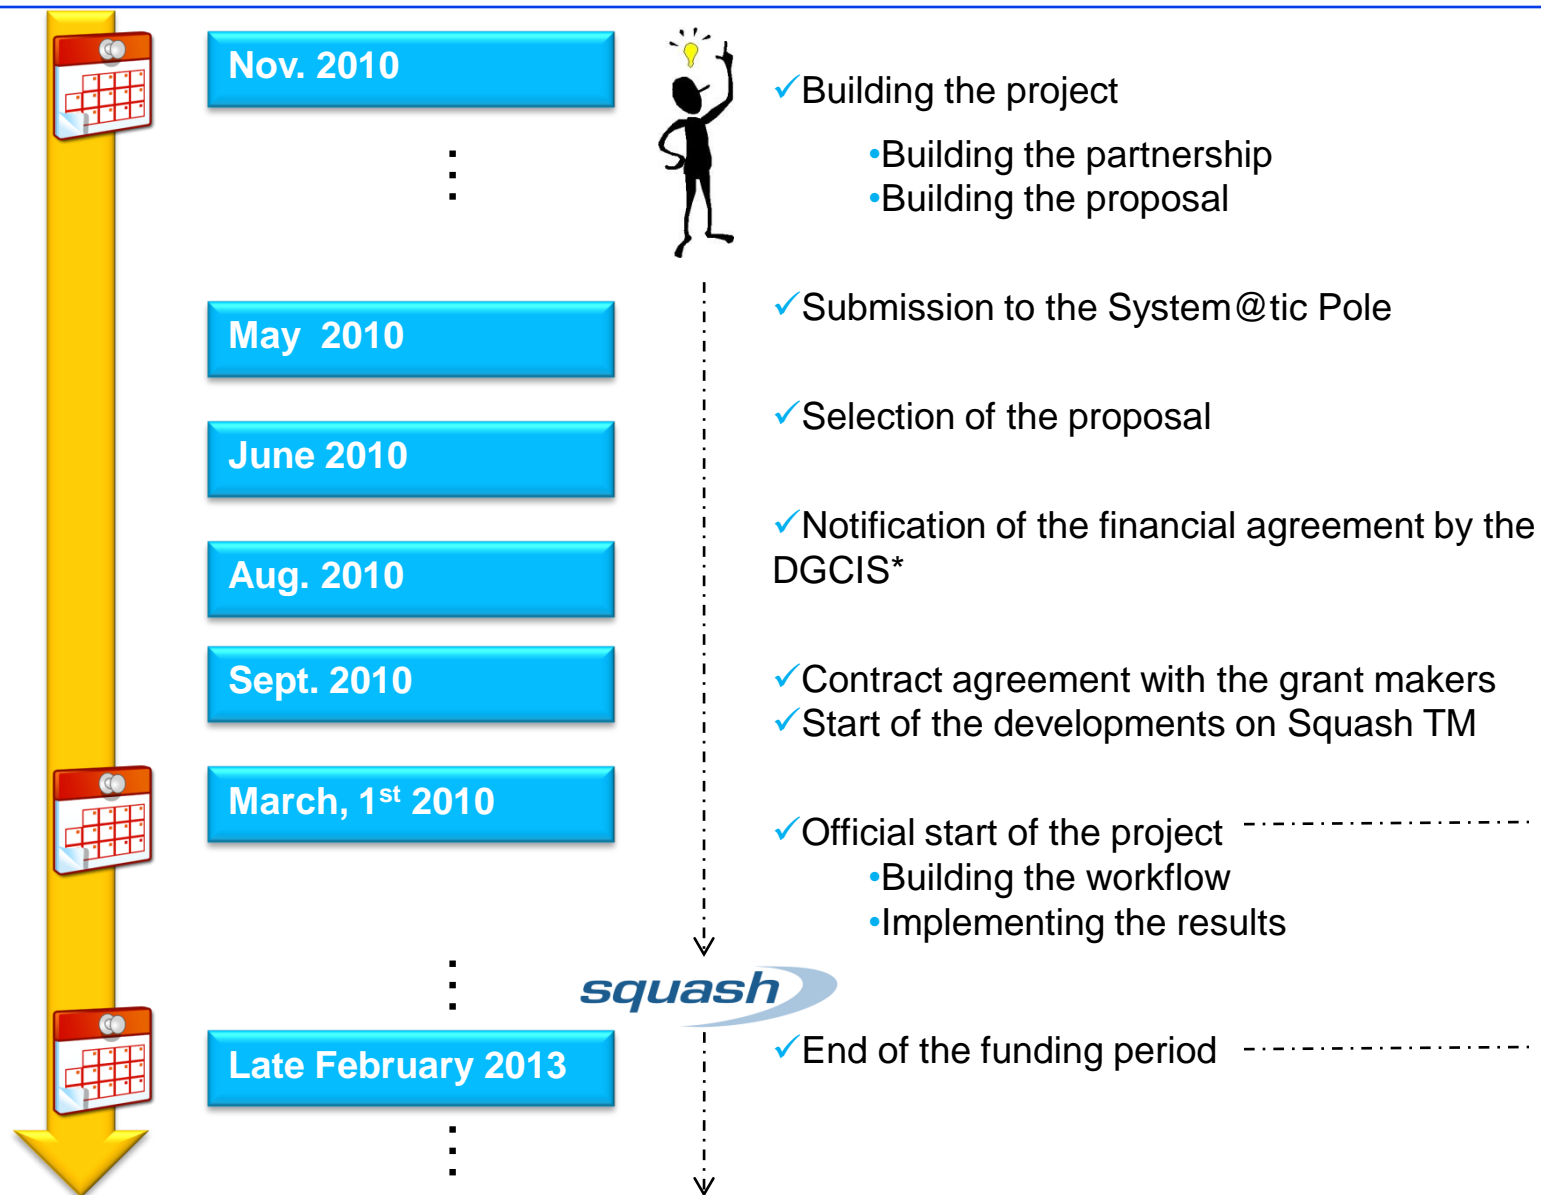 Nov. 2010
✓Building the project
•Building the partnership
•Building the proposal
May  2010
✓Submission to the System@tic Pole
June 2010
✓Selection of the proposal
Aug. 2010
✓Notification of the financial agreement by the
DGCIS*
Sept. 2010
✓Contract agreement with the grant makers
✓Start of the developments on Squash TM
March, 1st 2010
✓Official start of the project
•Building the workflow
•Implementing the results
squash
Late February 2013
✓End of the funding period